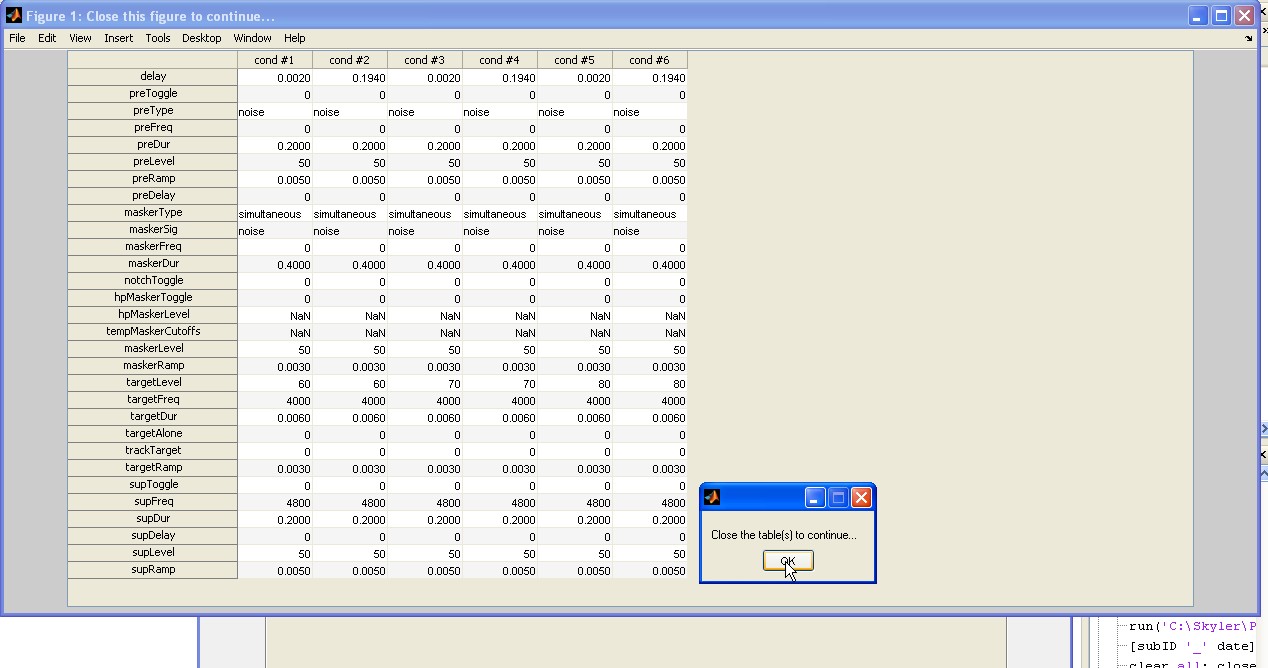 Figure 1: Close this figure to continue...
File Edit View Insert Tools Desktop Window Help
cond #1 cond #2 cond #3 cond #4 cond #5 cond #6
delay 0.0020 0.1940 0.0020 0.1940 0.0020 0.1940
preToggle 0 0 0 0 0 0
preType noise noise noise noise noise noise
preFreq 0 0 0 0 0 0
preDur 0.2000 0.2000 0.2000 0.2000 0.2000 0.2000
preLevel 50 50 50 50 50 50
preRamp 0.0050 0.0050 0.0050 0.0050 0.0050 0.0050
preDelay 0 0 0 0 0 0
maskerType simultaneous simultaneous simultaneous simultaneous simultaneous simultaneous
maskerSig noise noise noise noise noise noise
maskerFreq 0 0 0 0 0 0
maskerDur 0.4000 0.4000 0.4000 0.4000 0.4000 0.4000
notchToggle 0 0 0 0 0 0
hpMaskerToggle 0 0 0 0 0 0
hpMaskerLevel NaN NaN NaN NaN NaN NaN
tempMaskerCutoffs NaN NaN NaN NaN NaN NaN
maskerLevel 50 50 50 50 50 50
maskerRamp 0.0030 0.0030 0.0030 0.0030 0.0030 0.0030
targetLevel 60 60 70 70 80 80
targetFreq 4000 4000 4000 4000 4000 4000
targetDur 0.0060 0.0060 0.0060 0.0060 0.0060 0.0060
targetAlone 0 0 0 0 0 0
trackTarget 0 0 0 0 0 0
targetRamp 0.0030 0.0030 0.0030 0.0030 0.0030 0.0030
supToggle 0 0 0 0 0 0
supFreq 4800 4800 4800 4800 4800 4800
supDur 0.2000 0.2000 0.2000 0.2000 0.2000 0.2000
supDelay 0 0 0 0 0 0
supLevel 50 50 50 50 50 50
supRamp 0.0050 0.0050 0.0050 0.0050 0.0050 0.0050
Close the table(s) to continue...
OK
run('C:\Skyler\P
[subID '_' date]
clear all; close